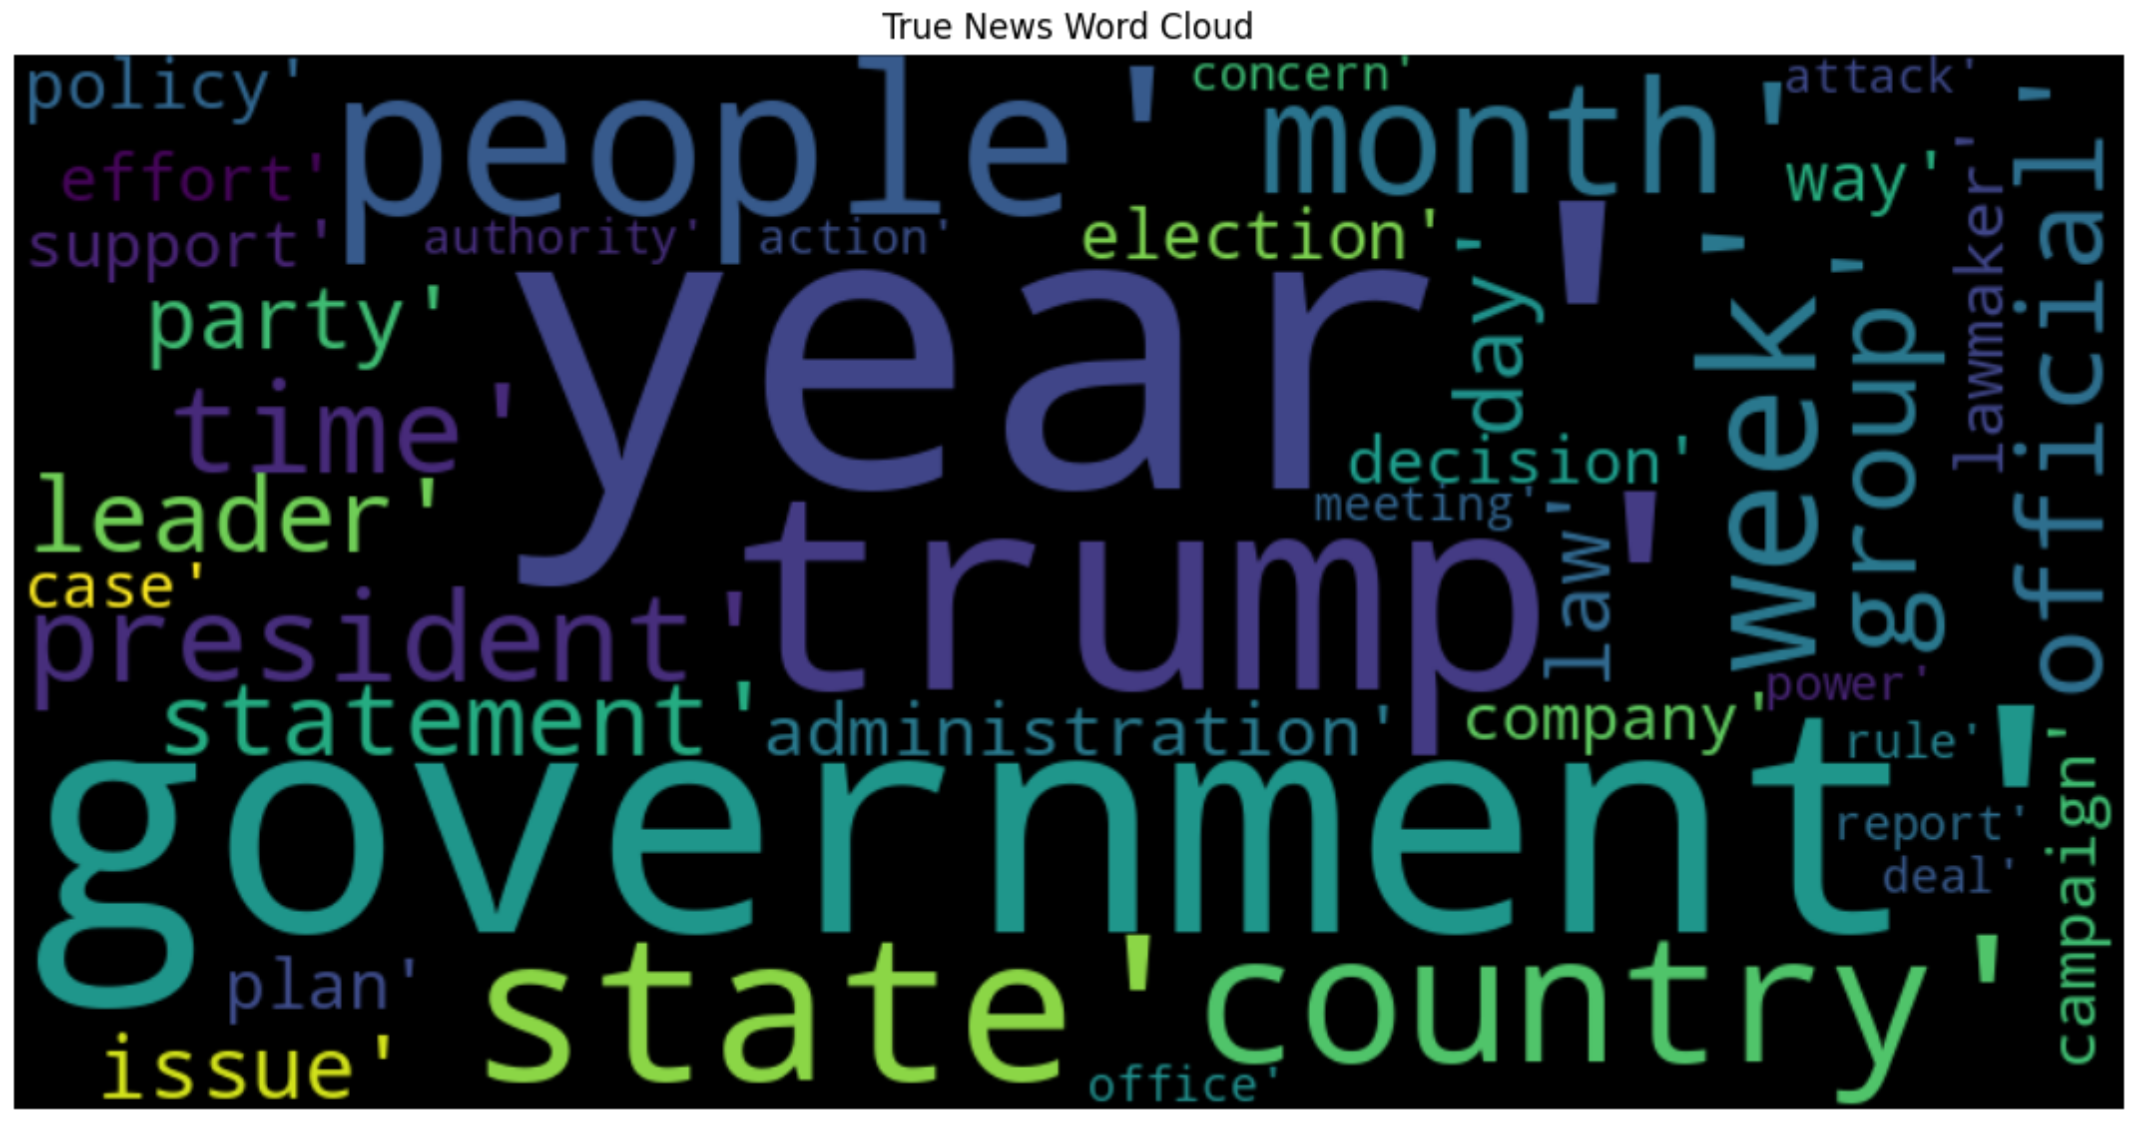 True News Word Cloud
policy'
people'
concern'
month'
attack'
effort'
way'
support'
authority'
action'
election'
lawmaker'
official'
party'
year'
day'
week'
group'
time'
decision'
leader'
meeting'
trump'
law'
case'
president'
power'
statement'
administration'
company'
rule'
government'
report'
deal'
campaign'
plan'
state'
country'
issue'
office'